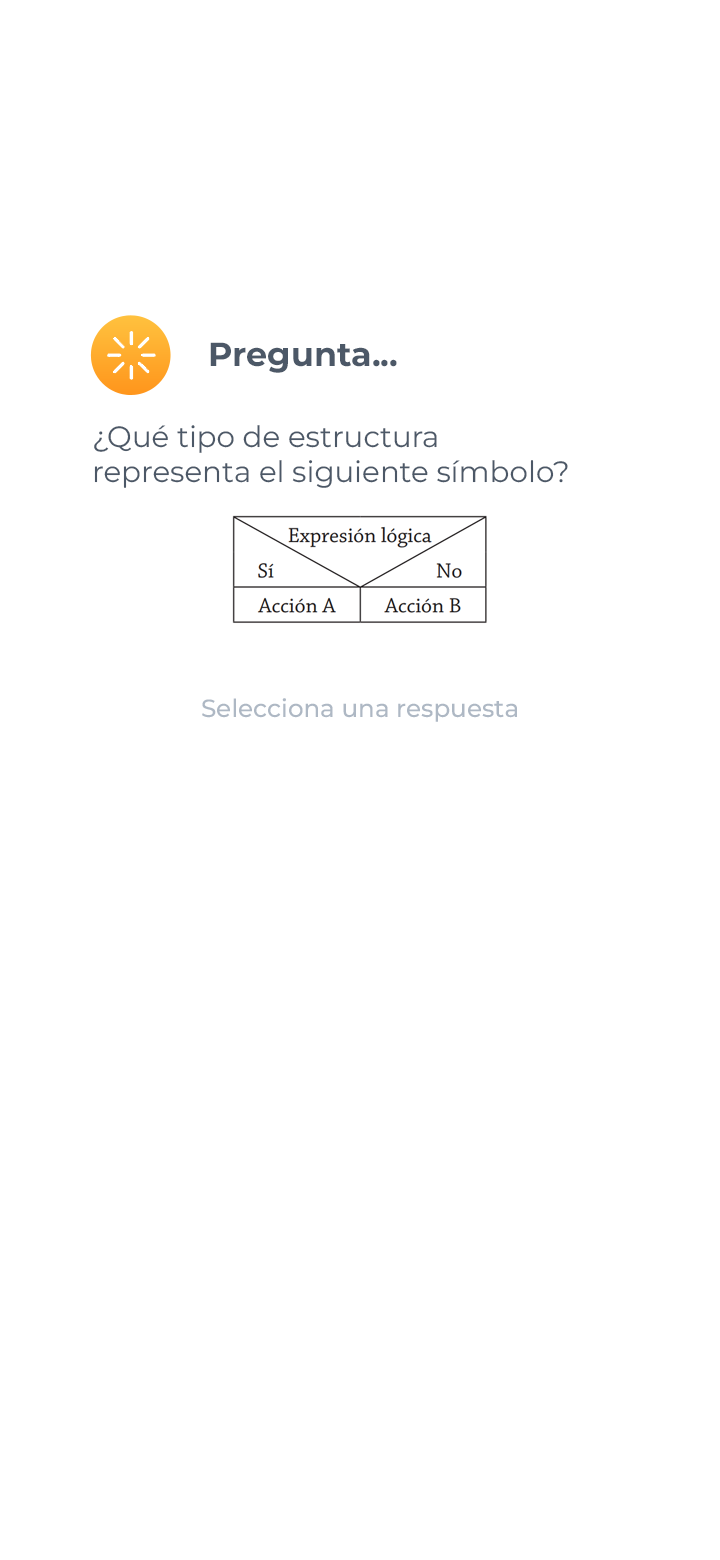 Pregunta...
¿Qué tipo de estructura
representa el siguiente símbolo?
Expresión lógica
Sí No
Acción A Acción B
Selecciona una respuesta